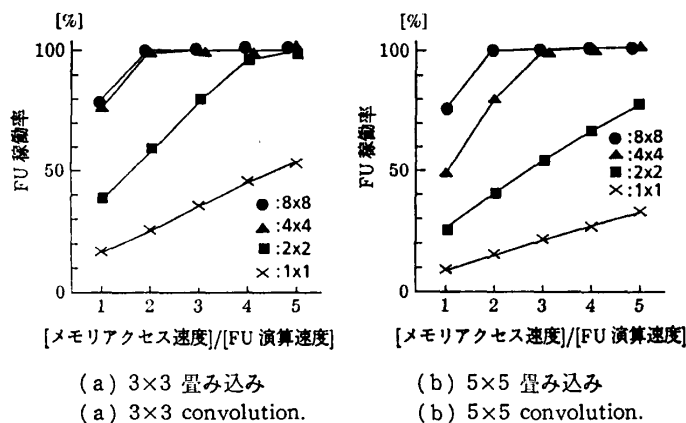 [%]
100
50
0
FU 稼働率
●:8x8
▲:4x4
■:2x2
×:1x1
1 2 3 4 5
[メモリアクセス速度]/[FU 演算速度]
(a) 3×3 畳み込み
(a) 3×3 convolution.
[%]
100
50
0
FU 稼働率
●:8x8
▲:4x4
■:2x2
×:1x1
1 2 3 4 5
[メモリアクセス速度]/[FU 演算速度]
(b) 5×5 畳み込み
(b) 5×5 convolution.